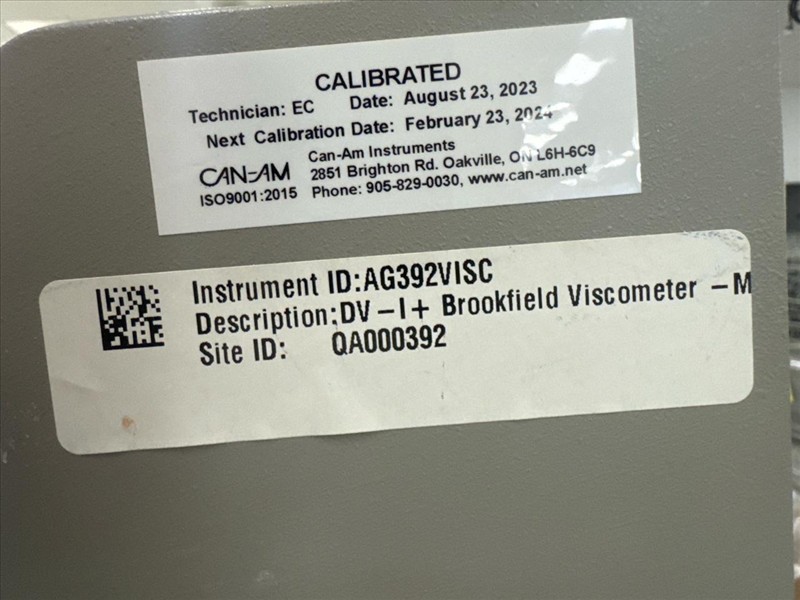 CALIBRATED
Technician: EC Date: August 23, 2023
Next Calibration Date: February 23, 2024
CAN-AM Can-Am Instruments
2851 Brighton Rd. Oakville, ON L6H-6C9
ISO9001:2015 Phone: 905-829-0030, www.can-am.net
Instrument ID:AG392VISC
Description:DV-I+ Brookfield Viscometer -M
Site ID: QA000392